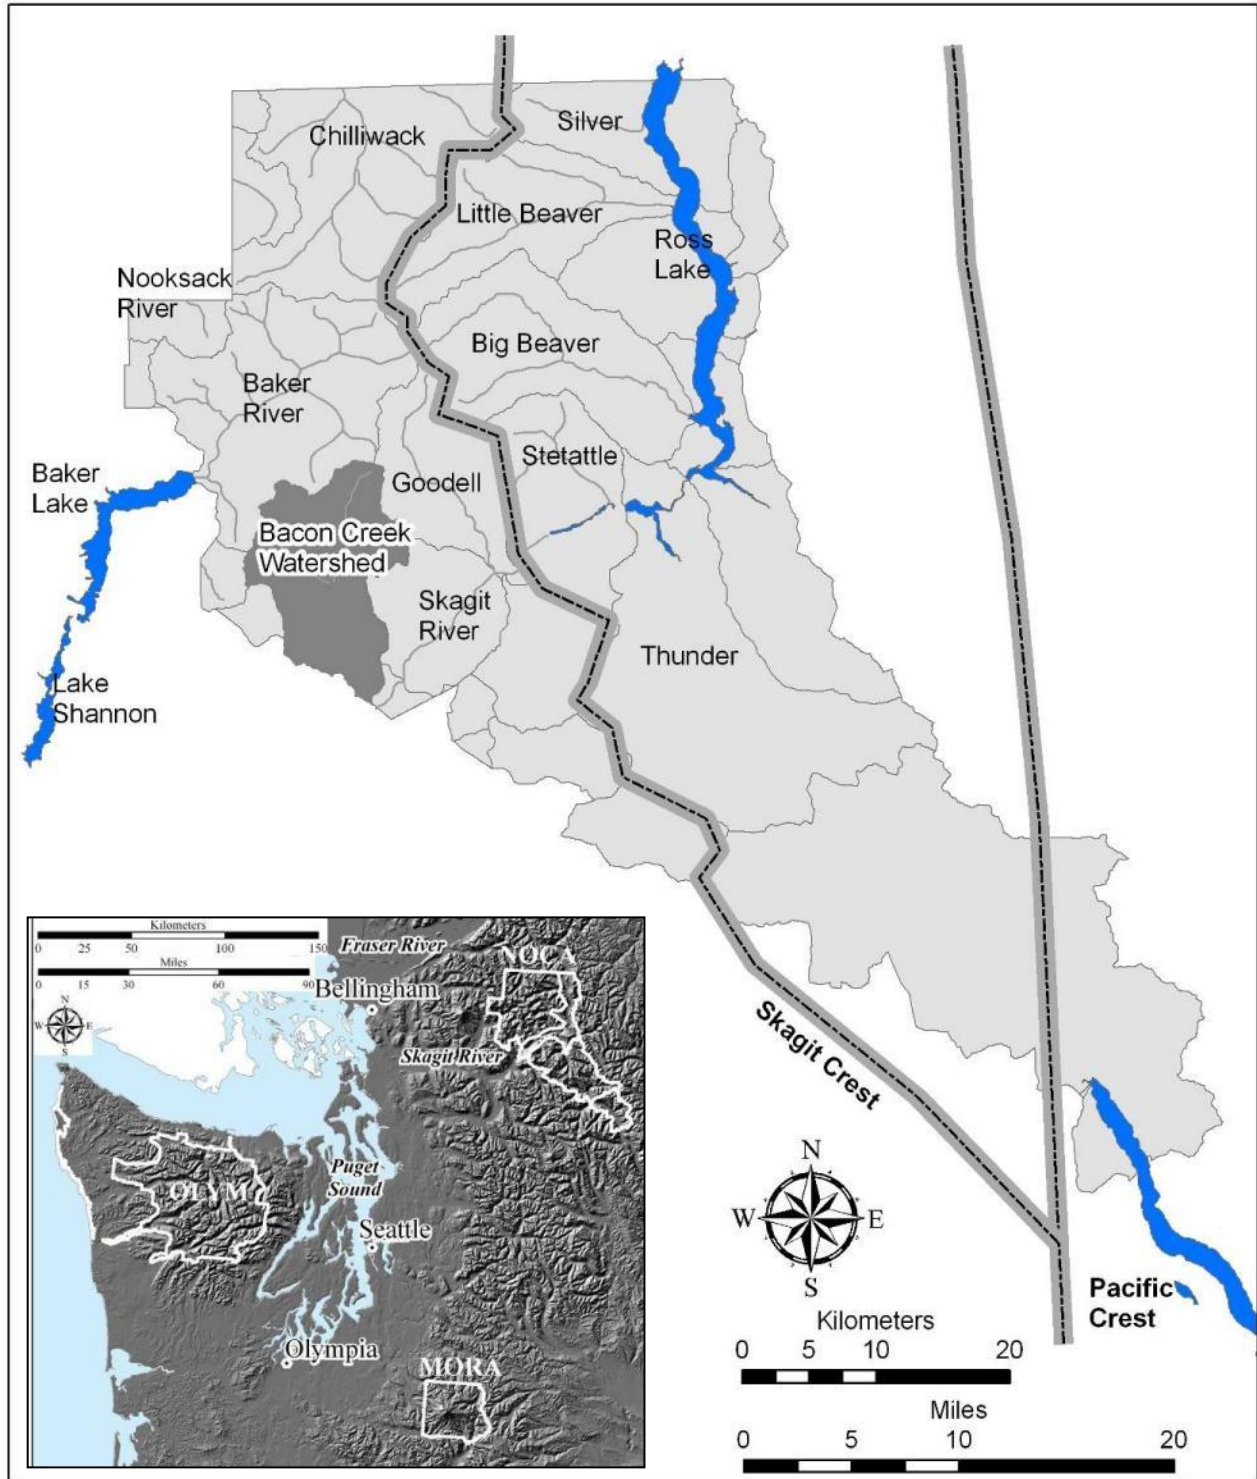 Chilliwack
Silver
Little Beaver
Ross
Lake
Nooksack
River
Big Beaver
Baker
River
Stetattle
Goodell
Baker
Lake
Bacon Creek
Watershed
Skagit
River
Thunder
Lake
Shannon
Skagit Crest
Pacific
Crest
N
W E
S
Kilometers
0 5 10 20
Miles
0 5 10 20
Kilometers
0 25 50 100 150
Miles
0 15 30 60 90
N
W E
S
Fraser River
NOCA
Bellingham
Skagit River
OLYM
Puget
Sound
Seattle
Olympia
MORA